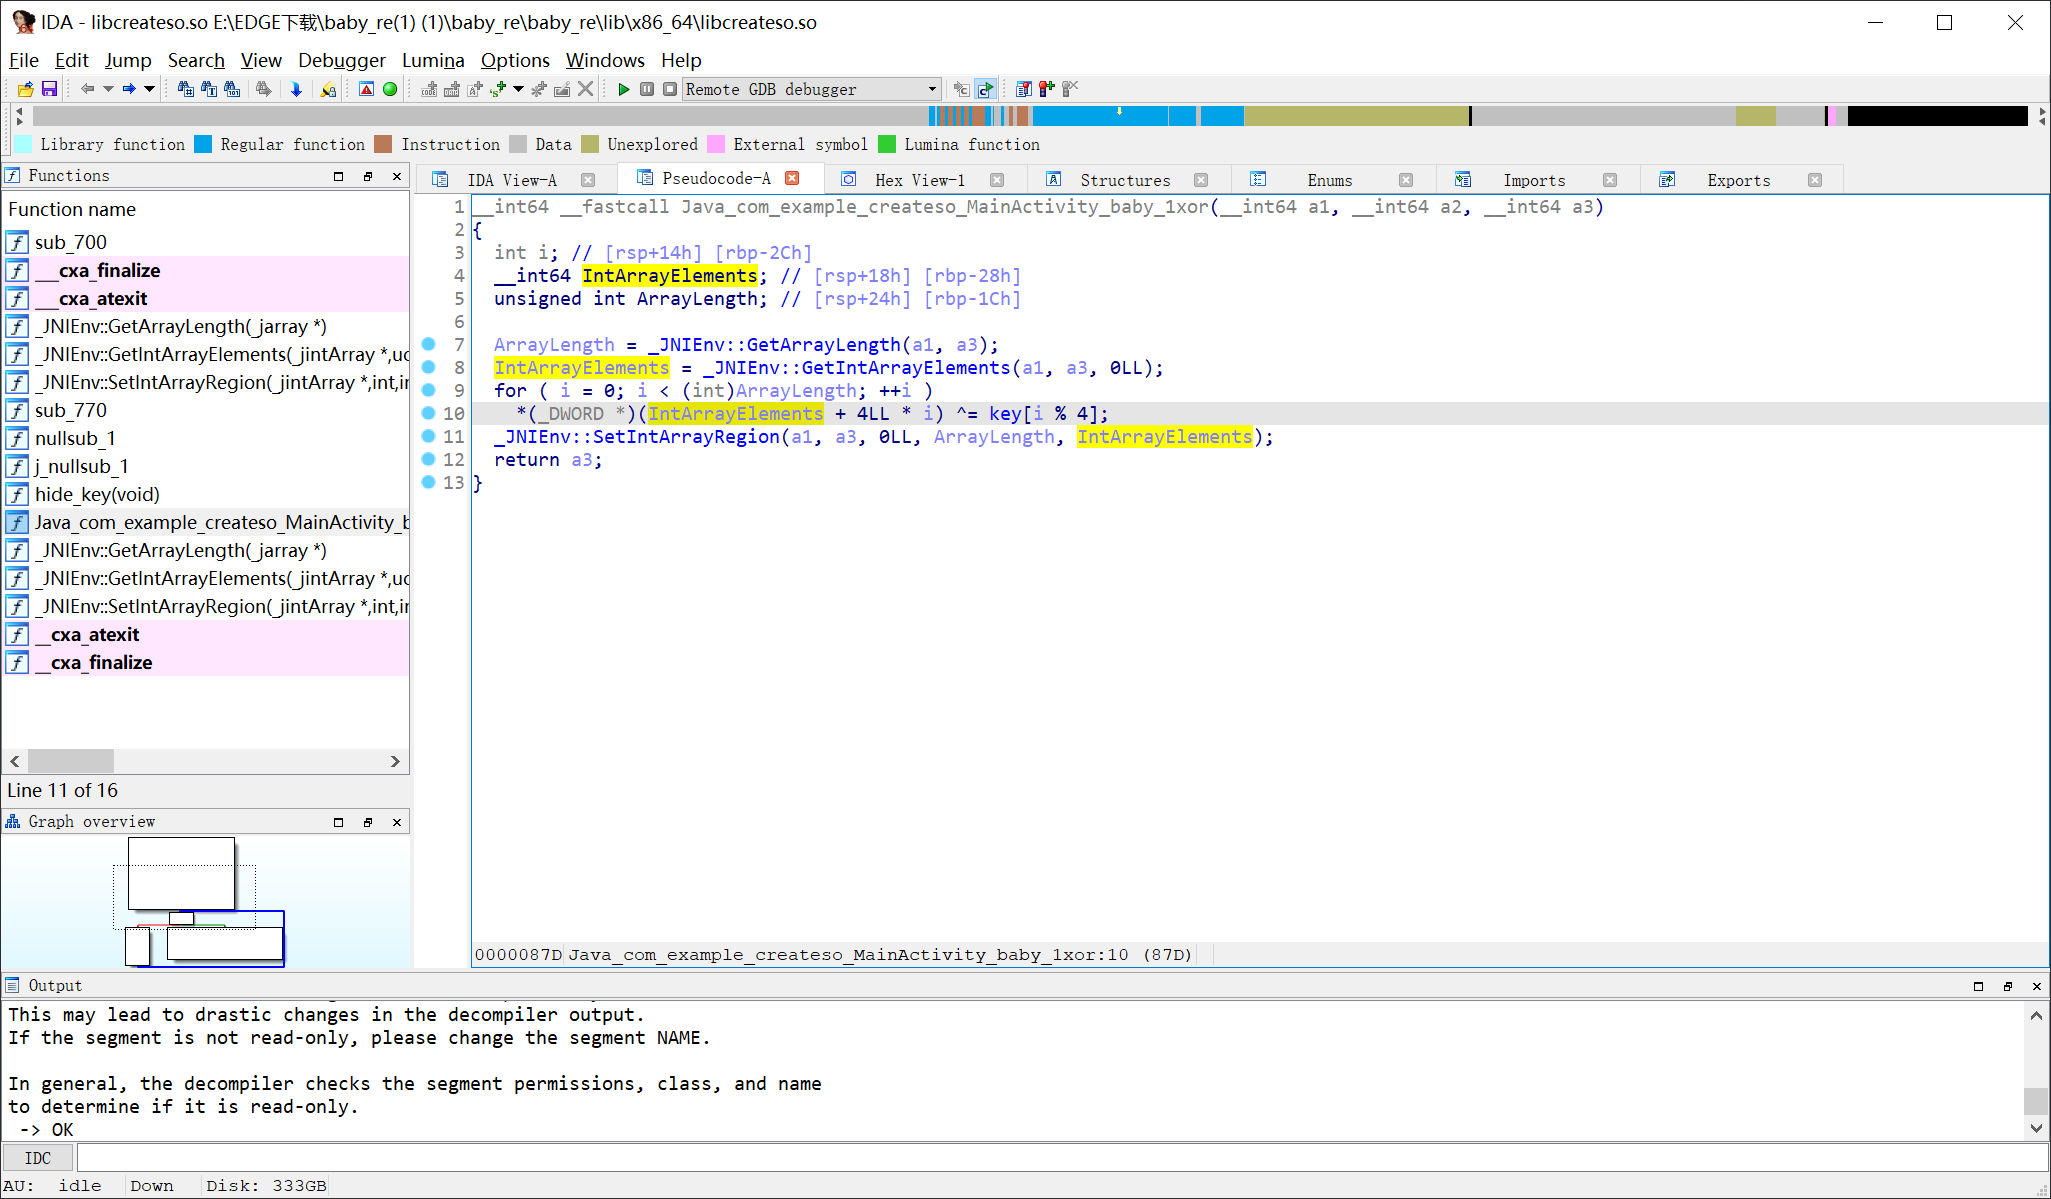 IDA - libcreateso.so E:\EDGE下载\baby_re(1) (1)\baby_re\baby_re\lib\x86_64\libcreateso.so
File Edit Jump Search View Debugger Lumina Options Windows Help
Remote GDB debugger
Library function Regular function Instruction Data Unexplored External symbol Lumina function
Functions
Function name
sub_700
___cxa_finalize
___cxa_atexit
_JNIEnv::GetArrayLength(_jarray *)
_JNIEnv::GetIntArrayElements(_jintArray *,uc
_JNIEnv::SetIntArrayRegion(_jintArray *,int,ir
sub_770
nullsub_1
j_nullsub_1
hide_key(void)
Java_com_example_createso_MainActivity_b
_JNIEnv::GetArrayLength(_jarray *)
_JNIEnv::GetIntArrayElements(_jintArray *,uc
_JNIEnv::SetIntArrayRegion(_jintArray *,int,ir
__cxa_atexit
__cxa_finalize
Line 11 of 16
Graph overview
IDA View-A Pseudocode-A Hex View-1 Structures Enums Imports Exports
1 __int64 __fastcall Java_com_example_createso_MainActivity_baby_1xor(__int64 a1, __int64 a2, __int64 a3)
2 {
3 int i; // [rsp+14h] [rbp-2Ch]
4 __int64 IntArrayElements; // [rsp+18h] [rbp-28h]
5 unsigned int ArrayLength; // [rsp+24h] [rbp-1Ch]
6
7 ArrayLength = _JNIEnv::GetArrayLength(a1, a3);
8 IntArrayElements = _JNIEnv::GetIntArrayElements(a1, a3, 0LL);
9 for ( i = 0; i < (int)ArrayLength; ++i )
10 *(_DWORD *)(IntArrayElements + 4LL * i) ^= key[i % 4];
11 _JNIEnv::SetIntArrayRegion(a1, a3, 0LL, ArrayLength, IntArrayElements);
12 return a3;
13 }
0000087D Java_com_example_createso_MainActivity_baby_1xor:10 (87D)
Output
This may lead to drastic changes in the decompiler output.
If the segment is not read-only, please change the segment NAME.
In general, the decompiler checks the segment permissions, class, and name
to determine if it is read-only.
-> OK
IDC
AU: idle Down Disk: 333GB